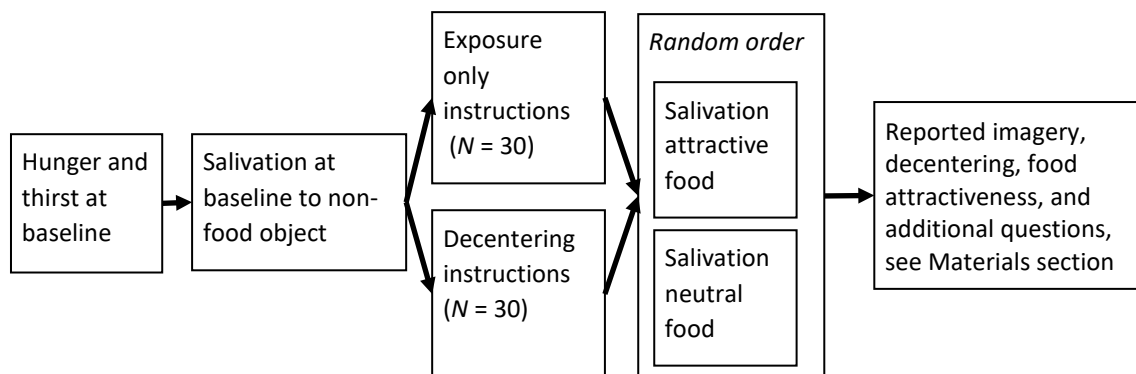 Hunger and
thirst at
baseline
Salivation at
baseline to non-
food object
Exposure
only
instructions
(N = 30)
Decentering
instructions
(N = 30)
Random order
Salivation
attractive
food
Salivation
neutral
food
Reported imagery,
decentering, food
attractiveness, and
additional questions,
see Materials section